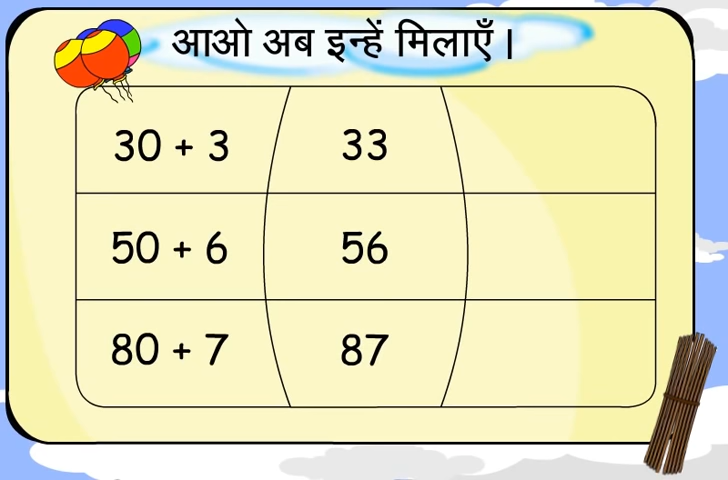 आओ अब इन्हें मिलाएँ।
30 + 3 33
50 + 6 56
80 + 7 87